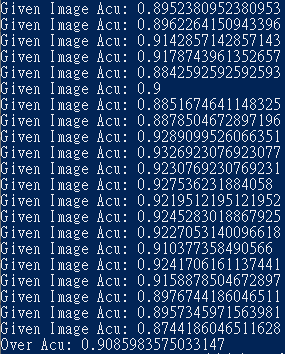 Given Image Acu: 0.8952380952380953
Given Image Acu: 0.8962264150943396
Given Image Acu: 0.9142857142857143
Given Image Acu: 0.9178743961352657
Given Image Acu: 0.8842592592592593
Given Image Acu: 0.9
Given Image Acu: 0.8851674641148325
Given Image Acu: 0.8878504672897196
Given Image Acu: 0.9289099526066351
Given Image Acu: 0.9326923076923077
Given Image Acu: 0.9230769230769231
Given Image Acu: 0.927536231884058
Given Image Acu: 0.9219512195121952
Given Image Acu: 0.9245283018867925
Given Image Acu: 0.9227053140096618
Given Image Acu: 0.910377358490566
Given Image Acu: 0.9241706161137441
Given Image Acu: 0.9158878504672897
Given Image Acu: 0.8976744186046511
Given Image Acu: 0.8957345971563981
Given Image Acu: 0.8744186046511628
Over Acu: 0.9085983575033147